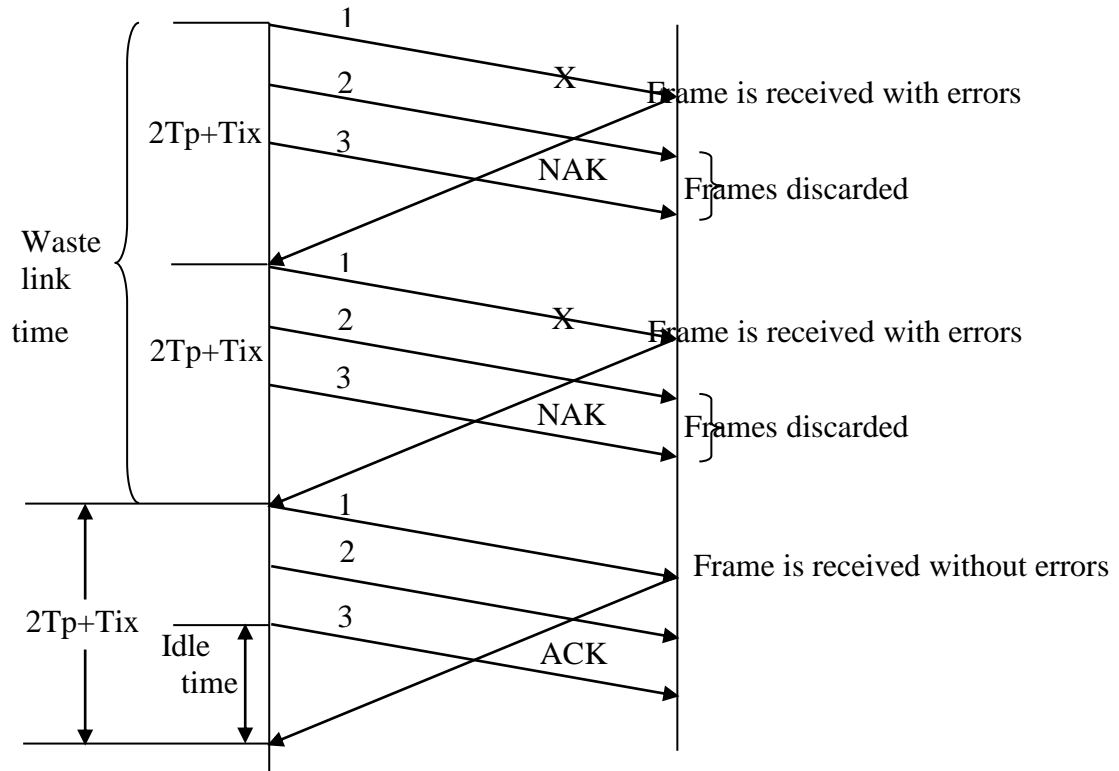 1
X
Frame is received with errors
2
2Tp+Tix
3
NAK
Frames discarded
Waste
link
time
1
X
Frame is received with errors
2
2Tp+Tix
3
NAK
Frames discarded
1
2
Frame is received without errors
2Tp+Tix
3
Idle
time
ACK